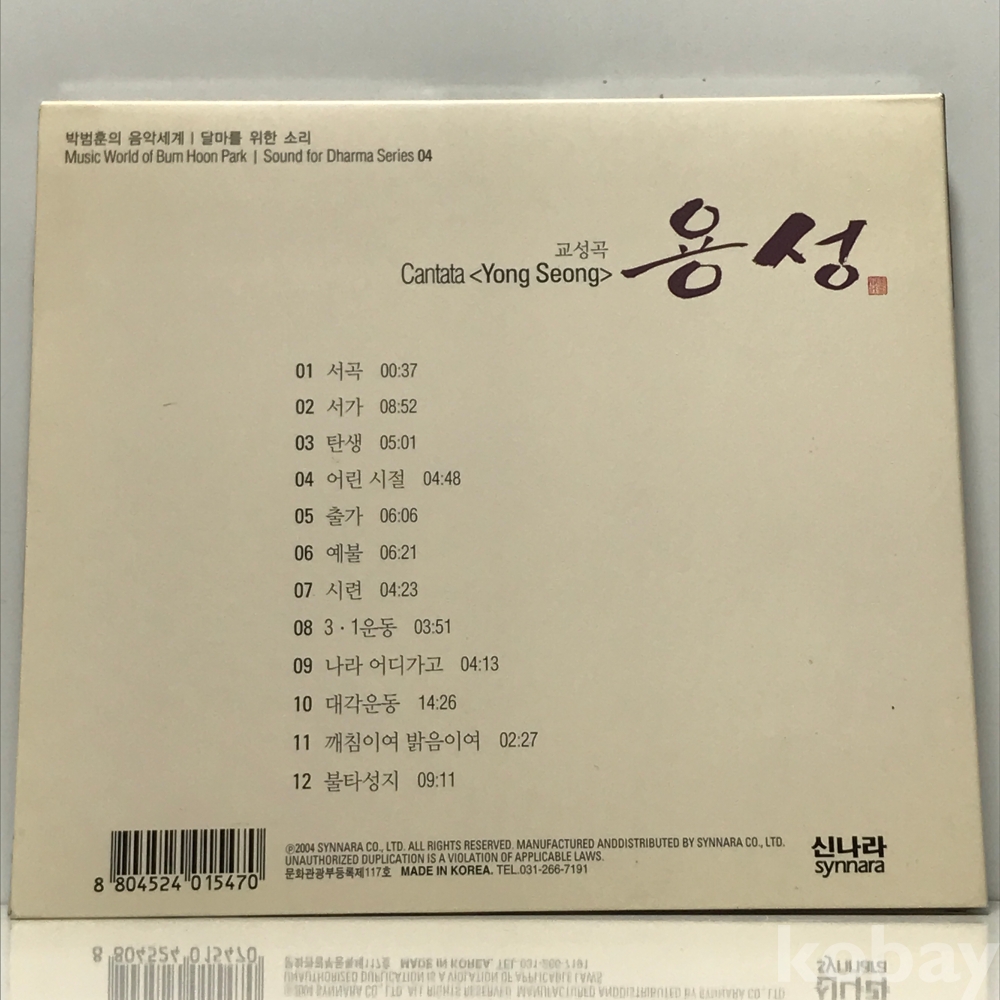 박범훈의 음악세계 | 달마를 위한 소리
Music World of Bum Hoon Park | Sound for Dharma Series 04
교성곡
Cantata <Yong Seong> 용성
01 서곡 00:37
02 서가 08:52
03 탄생 05:01
04 어린 시절 04:48
05 출가 06:06
06 예불 06:21
07 시련 04:23
08 3·1운동 03:51
09 나라 어디가고 04:13
10 대각운동 14:26
11 깨침이여 밝음이여 02:27
12 불타성지 09:11
℗2004 SYNNARA CO., LTD. ALL RIGHTS RESERVED. MANUFACTURED ANDDISTRIBUTED BY SYNNARA CO., LTD.
UNAUTHORIZED DUPLICATION IS A VIOLATION OF APPLICABLE LAWS.
문화관광부등록제117호 MADE IN KOREA. TEL.031-266-7191
8 804524 015470
신나라
synnara
kobay